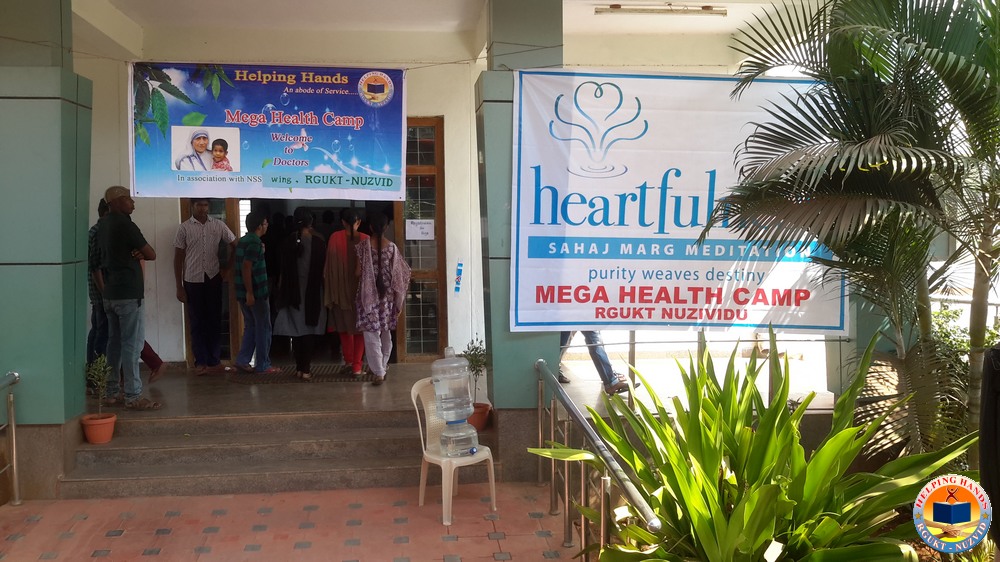 Helping Hands
An abode of Service.....
Mega Health Camp
Welcome
to
Doctors
In association with NSS wing, RGUKT-NUZVID
heartful
SAHAJ MARG MEDITATION
purity weaves destiny
MEGA HEALTH CAMP
RGUKT NUZIVIDU
HELPING HANDS
RGUKT - NUZVID